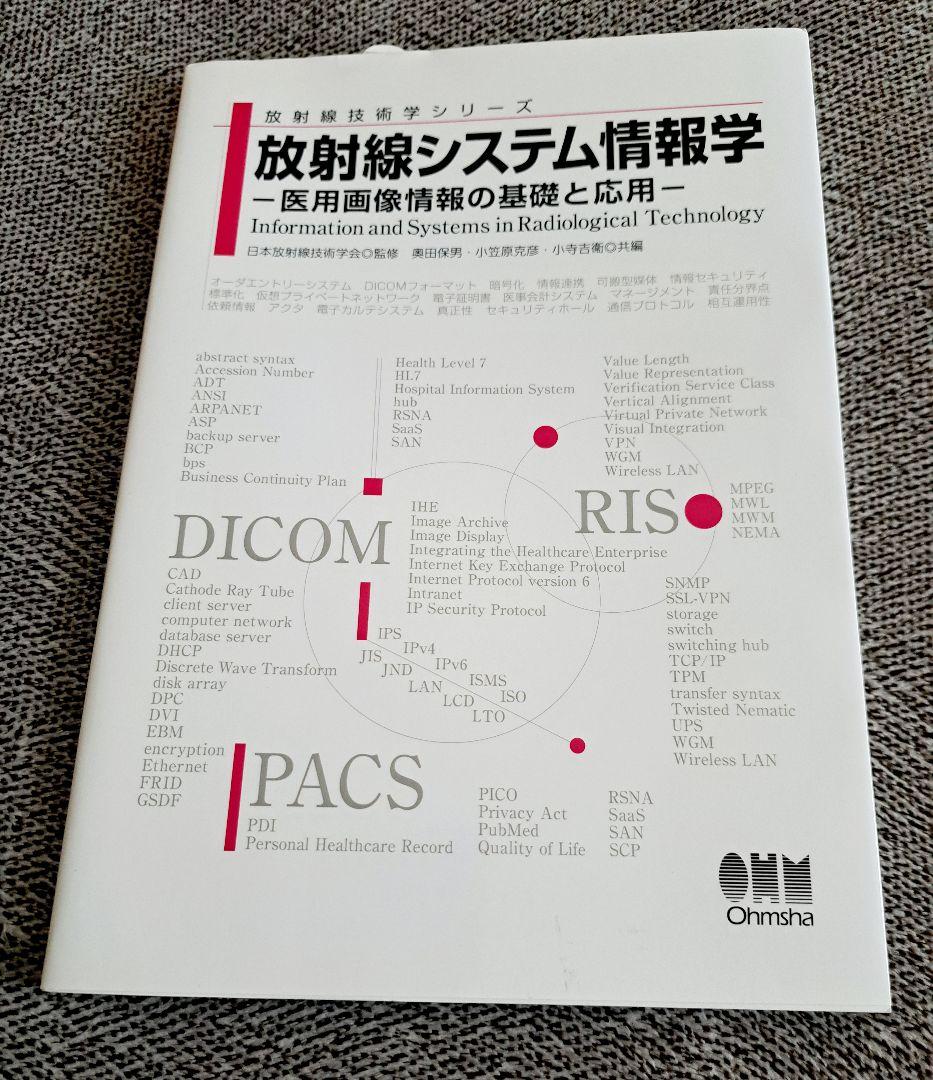 放射線技術学シリーズ
放射線システム情報学
－医用画像情報の基礎と応用－
Information and Systems in Radiological Technology
日本放射線技術学会◎監修　奥田保男・小笠原克彦・小寺吉衞◎共編
オーダエントリーシステム　DICOMフォーマット　暗号化　情報連携　可搬型媒体　情報セキュリティ
標準化　仮想プライベートネットワーク　電子証明書　医事会計システム　マネージメント　責任分界点
依頼情報　アクタ　電子カルテシステム　真正性　セキュリティホール　通信プロトコル　相互運用性
abstract syntax
Accession Number
ADT
ANSI
ARPANET
ASP
backup server
BCP
bps
Business Continuity Plan
Health Level 7
HL7
Hospital Information System
hub
RSNA
SaaS
SAN
Value Length
Value Representation
Verification Service Class
Vertical Alignment
Virtual Private Network
Visual Integration
VPN
WGM
Wireless LAN
RIS
MPEG
MWL
MWM
NEMA
DICOM
IHE
Image Archive
Image Display
Integrating the Healthcare Enterprise
Internet Key Exchange Protocol
Internet Protocol version 6
Intranet
IP Security Protocol
CAD
Cathode Ray Tube
client server
computer network
database server
DHCP
Discrete Wave Transform
disk array
DPC
DVI
EBM
encryption
Ethernet
FRID
GSDF
IPS
JIS
IPv4
JND
IPv6
LAN
ISMS
LCD
ISO
LTO
SNMP
SSL-VPN
storage
switch
switching hub
TCP/IP
TPM
transfer syntax
Twisted Nematic
UPS
WGM
Wireless LAN
PACS
PDI
Personal Healthcare Record
PICO
Privacy Act
PubMed
Quality of Life
RSNA
SaaS
SAN
SCP
OHM
Ohmsha